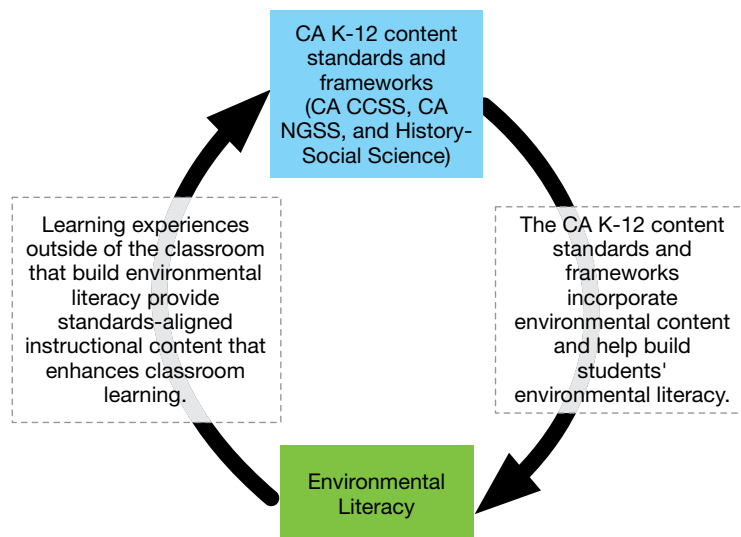 CA K-12 content
standards and
frameworks
(CA CCSS, CA
NGSS, and History-
Social Science)
Learning experiences
outside of the classroom
that build environmental
literacy provide
standards-aligned
instructional content that
enhances classroom
learning.
The CA K-12 content
standards and
frameworks
incorporate
environmental content
and help build
students'
environmental literacy.
Environmental
Literacy